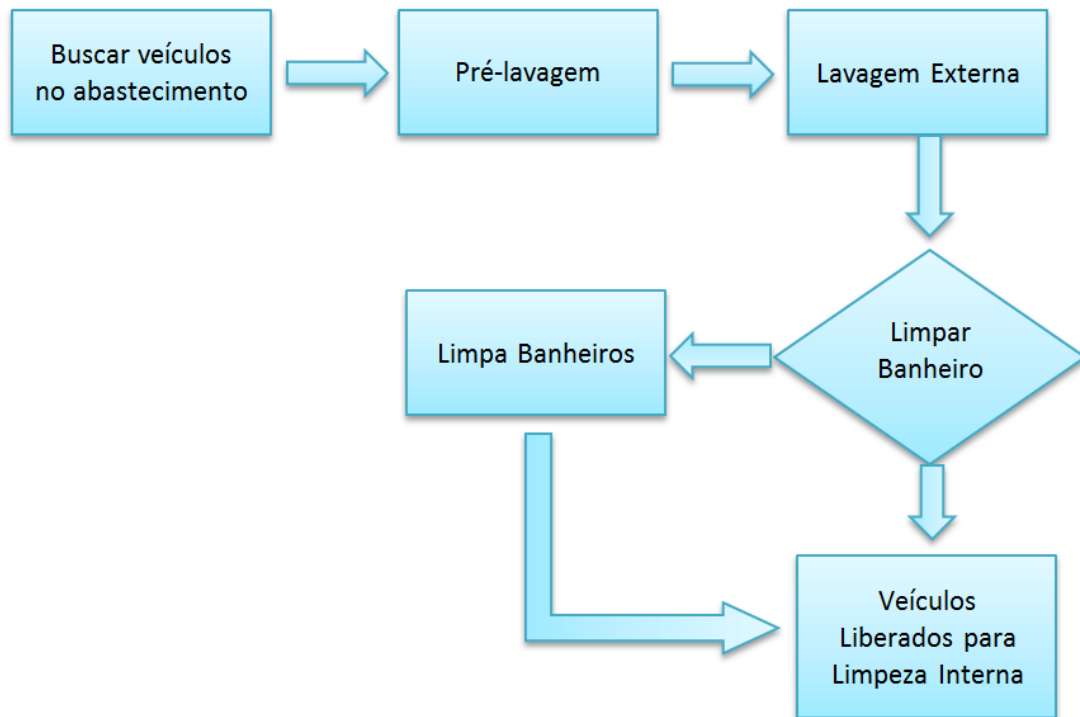 Buscar veículos
no abastecimento
Pré-lavagem
Lavagem Externa
Limpar
Banheiro
Limpa Banheiros
Veículos
Liberados para
Limpeza Interna